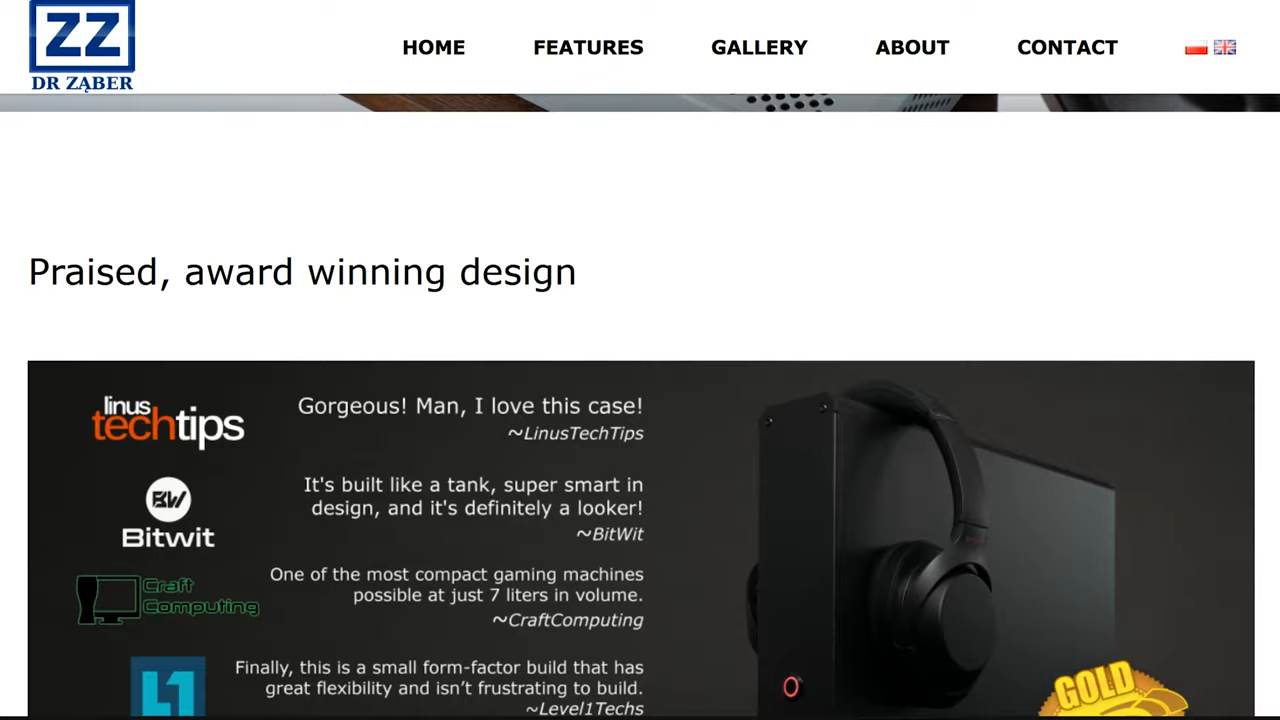 ZZ
DR ZĄBER
HOME
FEATURES
GALLERY
ABOUT
CONTACT
Praised, award winning design
linus
techtips
Gorgeous! Man, I love this case!
~LinusTechTips
BW
Bitwit
It's built like a tank, super smart in
design, and it's definitely a looker!
~BitWit
Craft
Computing
One of the most compact gaming machines
possible at just 7 liters in volume.
~CraftComputing
L1
Finally, this is a small form-factor build that has
great flexibility and isn't frustrating to build.
~Level1Techs
GOLD